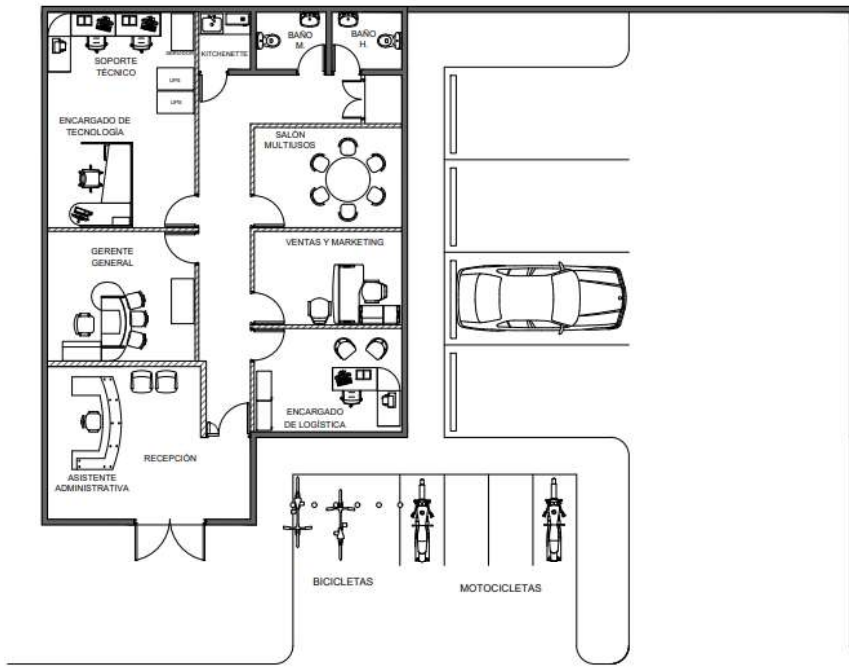 SOPORTE
TÉCNICO
SERVIDOR
UPS
UPS
KITCHENETTE
BAÑO
M.
BAÑO
H.
ENCARGADO DE
TECNOLOGÍA
SALÓN
MULTIUSOS
GERENTE
GENERAL
VENTAS Y MARKETING
ENCARGADO
DE LOGÍSTICA
RECEPCIÓN
ASISTENTE
ADMINISTRATIVA
BICICLETAS
MOTOCICLETAS